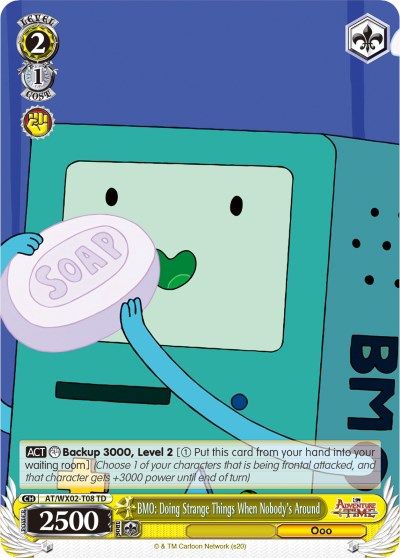 LEVEL
2
1
COST
SOAP
BM
ACT Backup 3000, Level 2 [① Put this card from your hand into your
waiting room] (Choose 1 of your characters that is being frontal attacked, and
that character gets +3000 power until end of turn)
CH AT/WX02-T08 TD
BMO: Doing Strange Things When Nobody's Around
POWER 2500
ADVENTURE TIME
Ooo
© & TM Cartoon Network (s20)